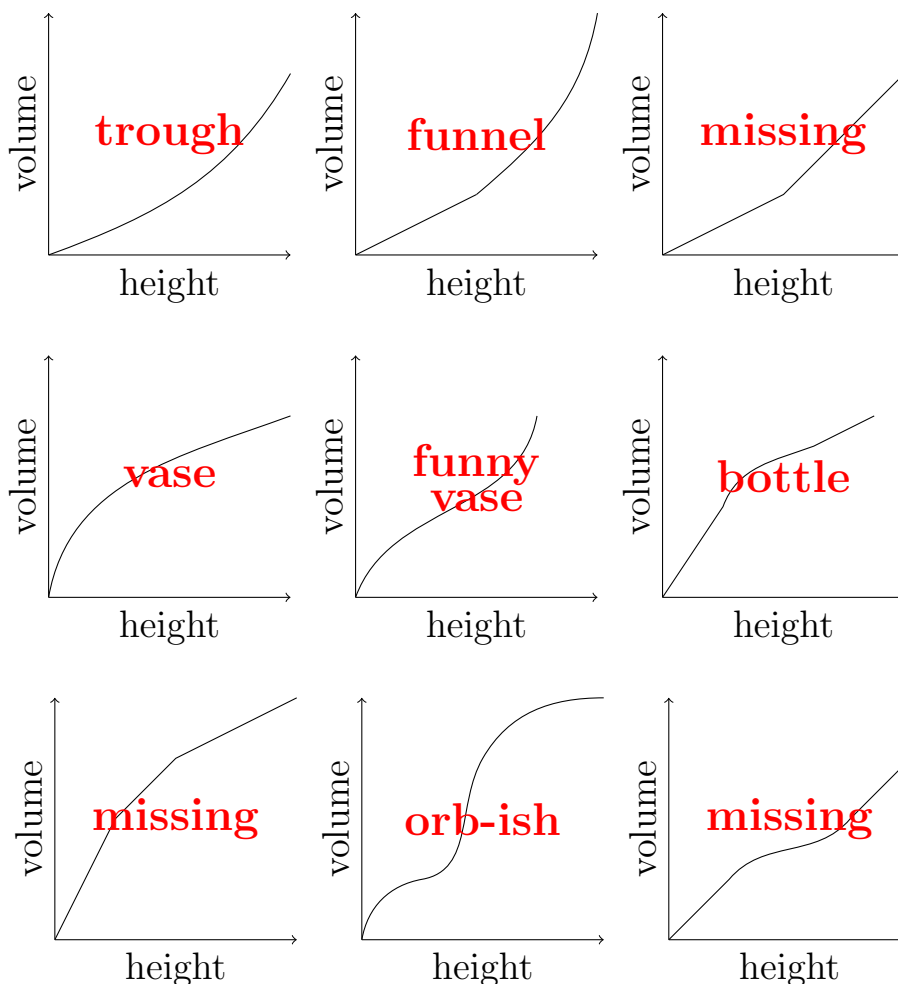 volume
trough
height
volume
funnel
height
volume
missing
height
volume
vase
height
volume
funny
vase
height
volume
bottle
height
volume
missing
height
volume
orb-ish
height
volume
missing
height